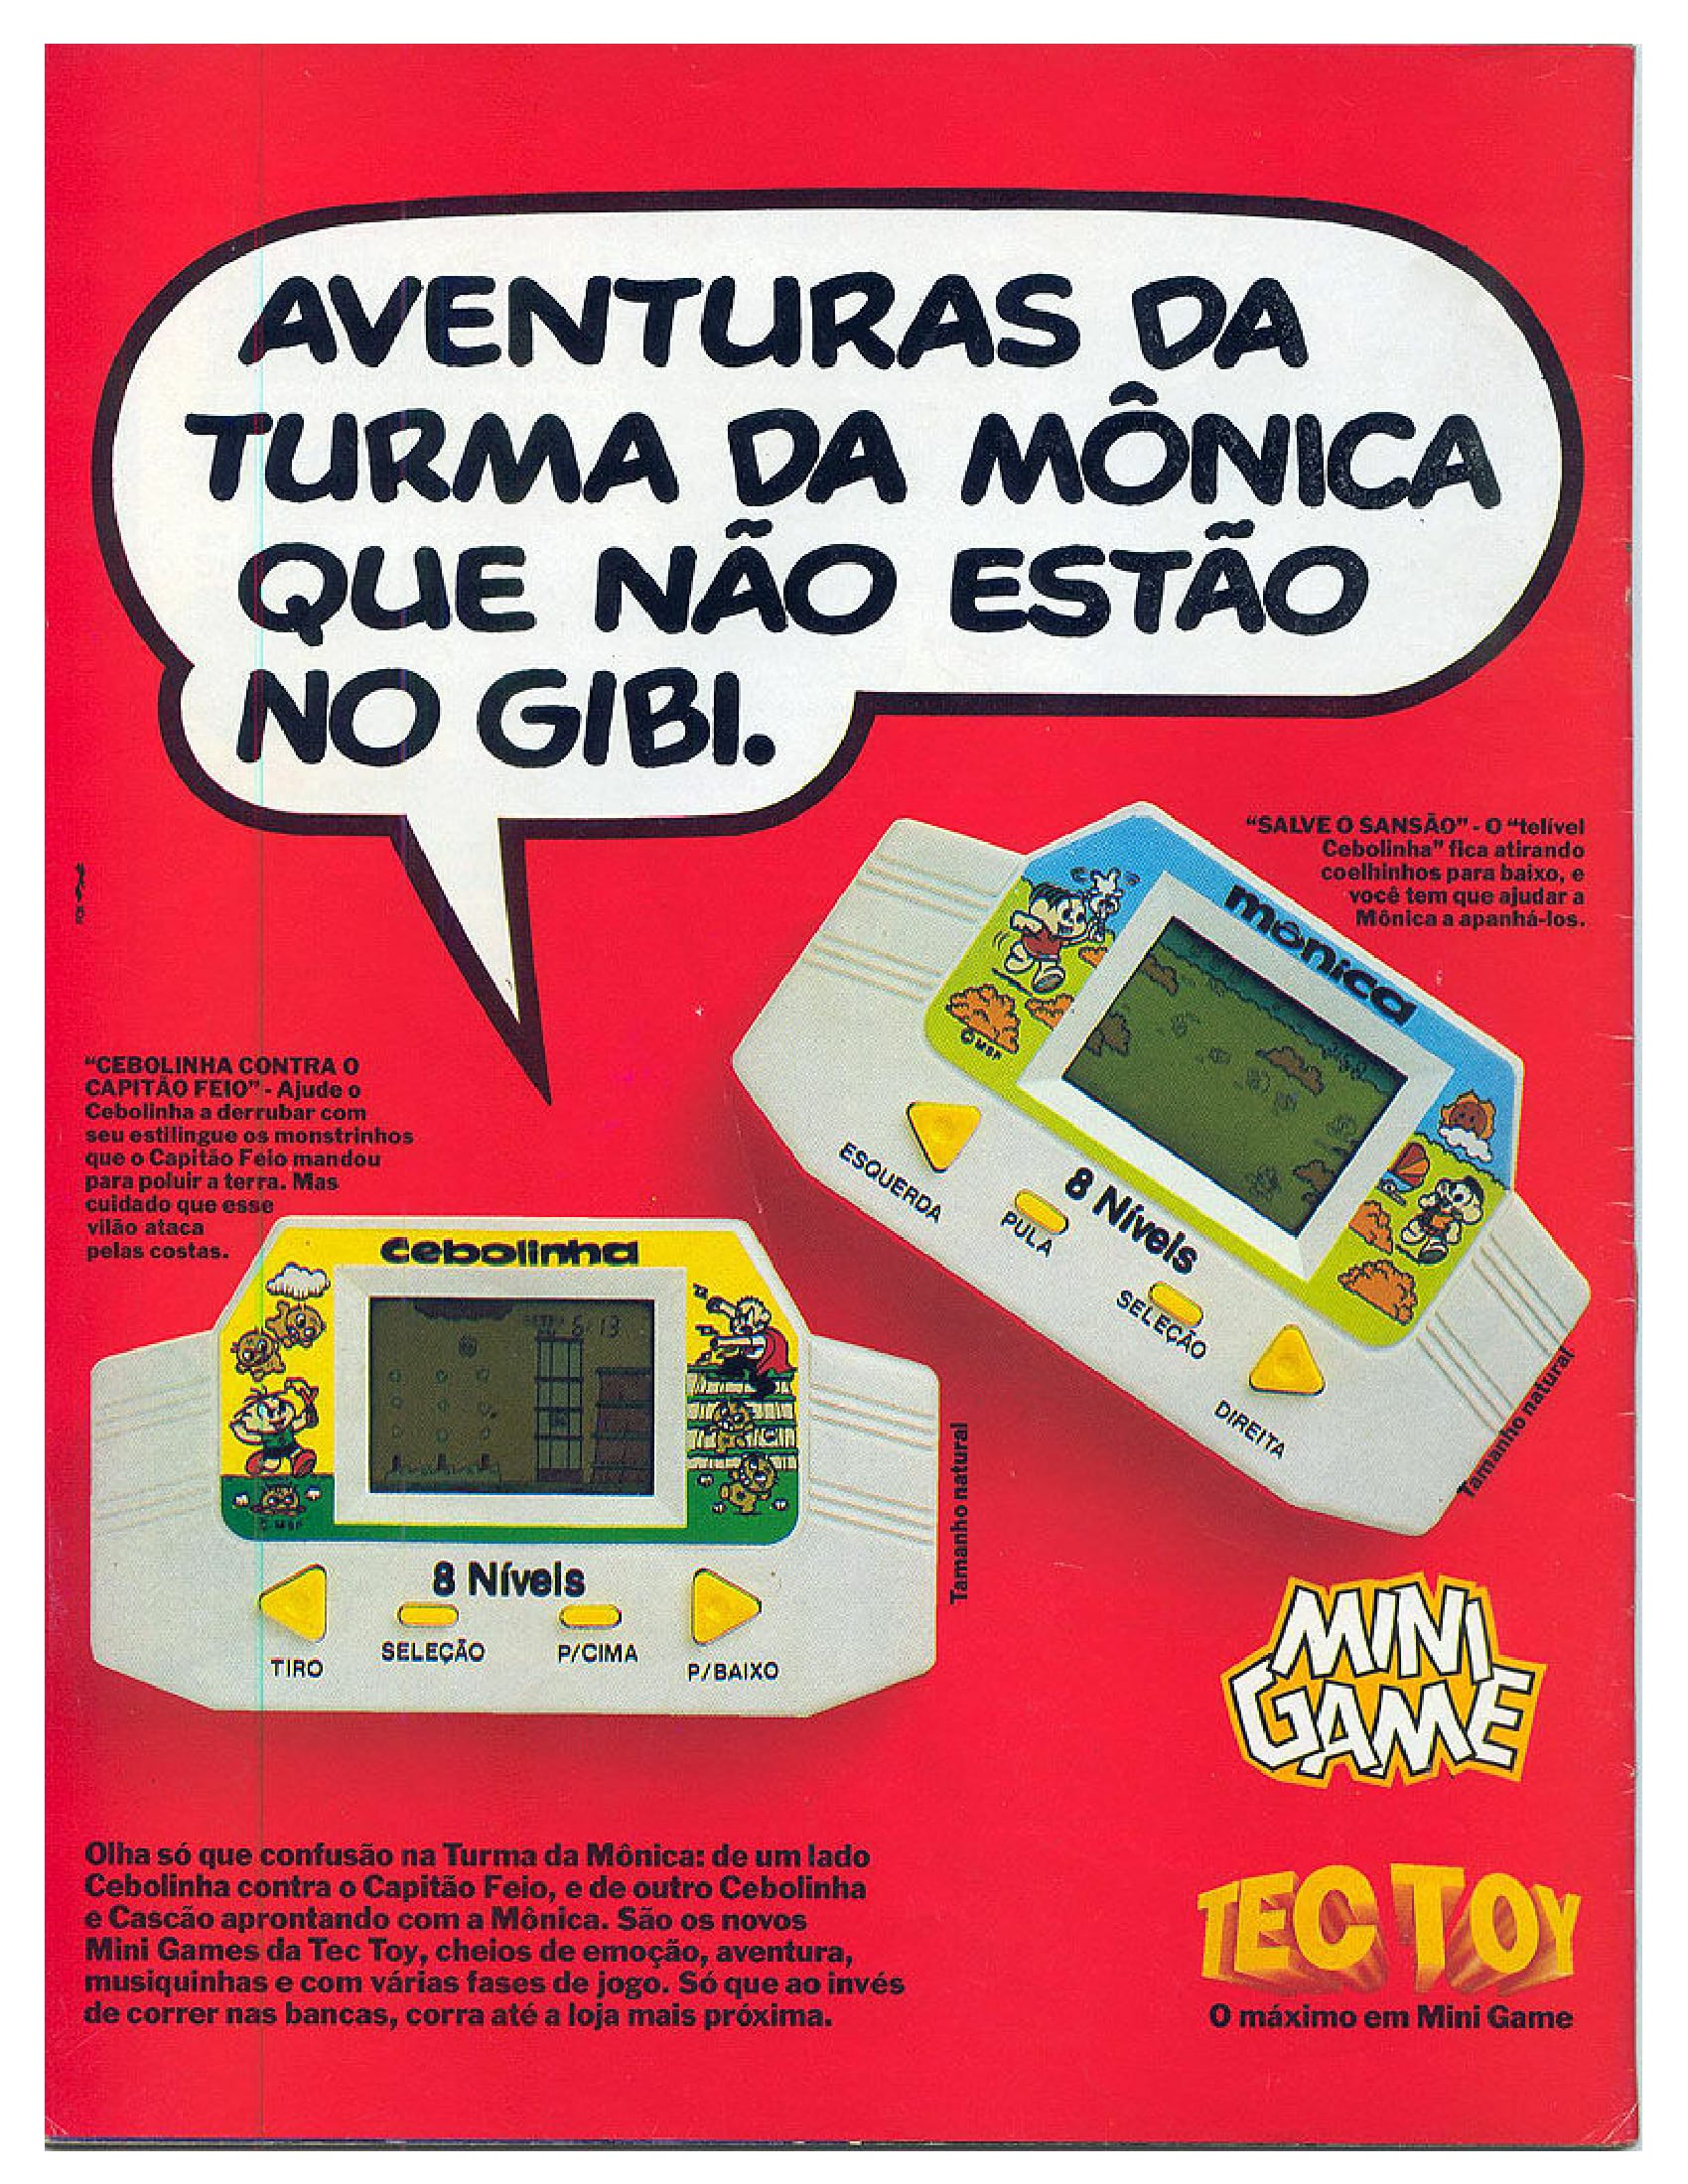 AVENTURAS DA
TURMA DA MÔNICA
QUE NÃO ESTÃO
NO GIBI.
"SALVE O SANSÃO" - O "telível
Cebolinha" fica atirando
coelhinhos para baixo, e
você tem que ajudar a
Mônica a apanhá-los.
mônica
© MSP
ESQUERDA
PULA
8 Níveis
SELEÇÃO
DIREITA
Tamanho natural
"CEBOLINHA CONTRA O
CAPITÃO FEIO" - Ajude o
Cebolinha a derrubar com
seu estilingue os monstrinhos
que o Capitão Feio mandou
para poluir a terra. Mas
cuidado que esse
vilão ataca
pelas costas.
Cebolinha
6:13
© MSP
8 Níveis
TIRO
SELEÇÃO
P/CIMA
P/BAIXO
Tamanho natural
MINI
GAME
Olha só que confusão na Turma da Mônica: de um lado
Cebolinha contra o Capitão Feio, e de outro Cebolinha
e Cascão aprontando com a Mônica. São os novos
Mini Games da Tec Toy, cheios de emoção, aventura,
musiquinhas e com várias fases de jogo. Só que ao invés
de correr nas bancas, corra até a loja mais próxima.
TEC TOY
O máximo em Mini Game